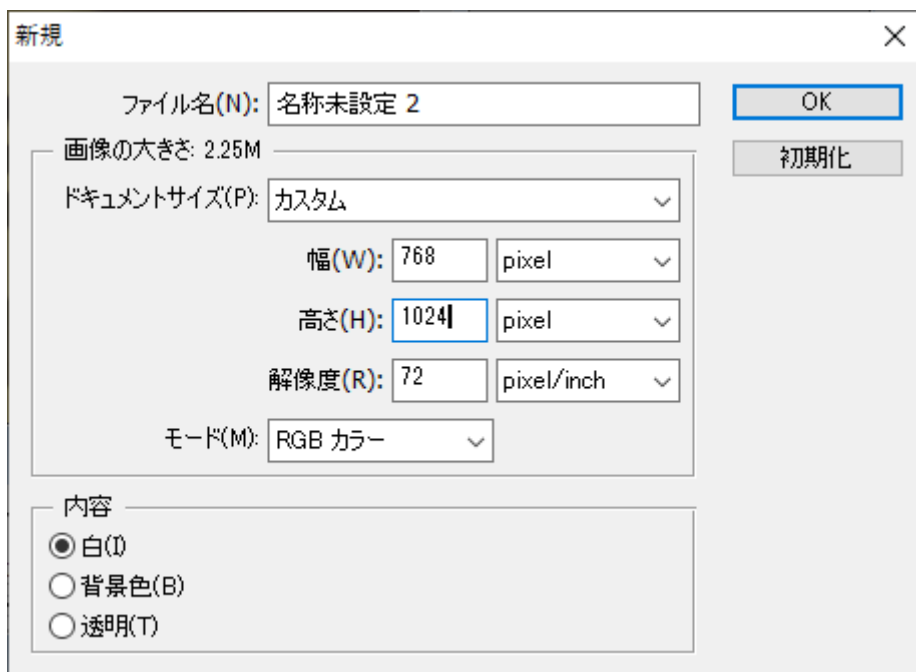 新規
ファイル名(N): 名称未設定 2
OK
画像の大きさ: 2.25M
初期化
ドキュメントサイズ(P): カスタム
幅(W): 768 pixel
高さ(H): 1024 pixel
解像度(R): 72 pixel/inch
モード(M): RGB カラー
内容
白(I)
背景色(B)
透明(T)